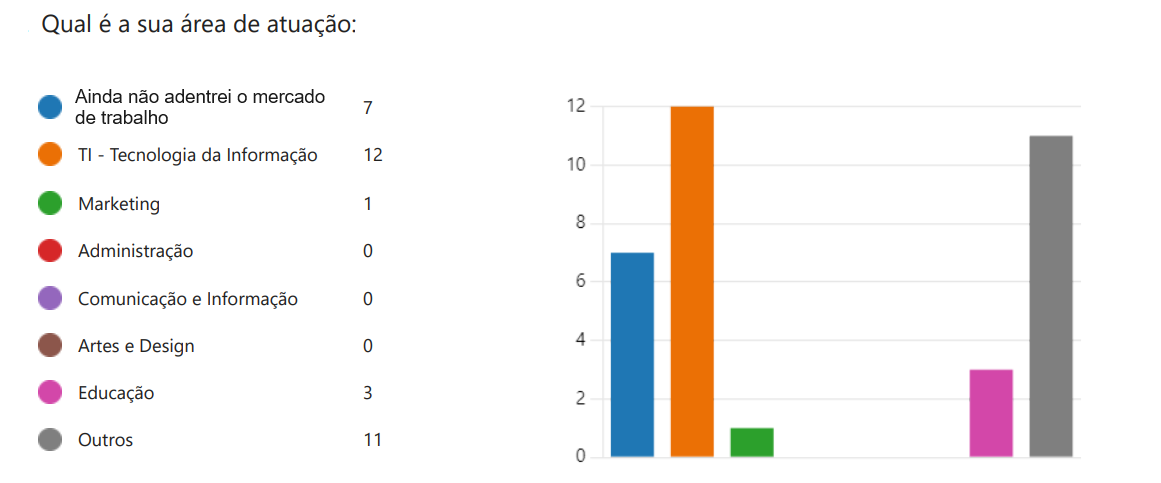 Qual é a sua área de atuação:
Ainda não adentrei o mercado
de trabalho 7
TI - Tecnologia da Informação 12
Marketing 1
Administração 0
Comunicação e Informação 0
Artes e Design 0
Educação 3
Outros 11
12
10
8
6
4
2
0